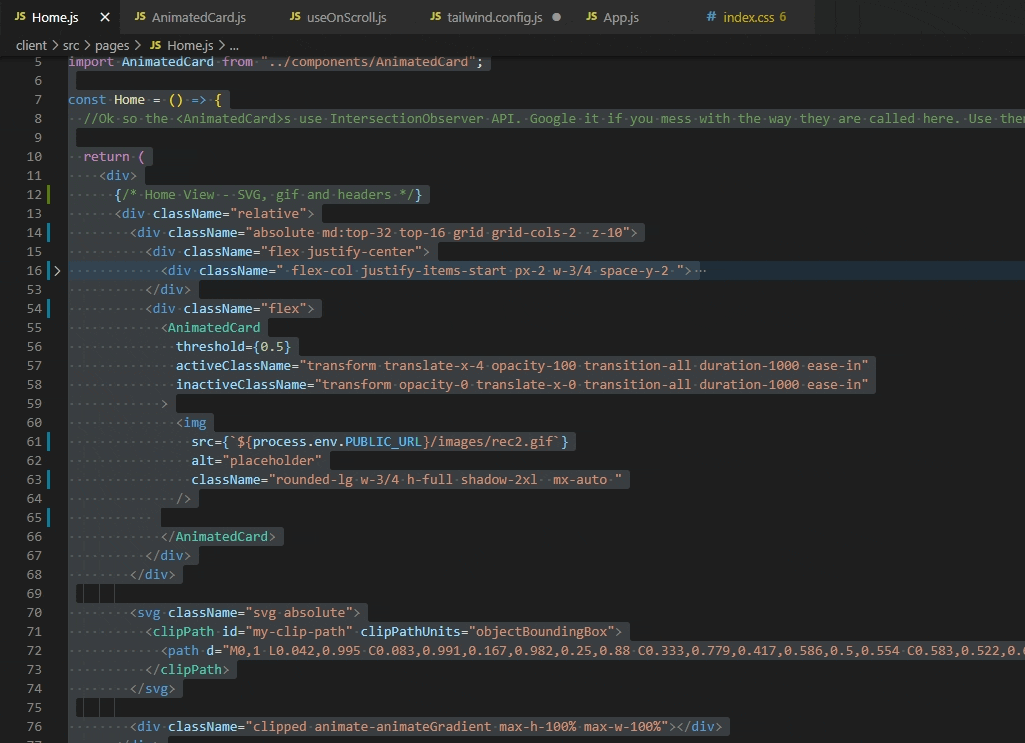 JS Home.js × JS AnimatedCard.js JS useOnScroll.js JS tailwind.config.js ● JS App.js # index.css 6
client > src > pages > JS Home.js > ...
5 import AnimatedCard from "../components/AnimatedCard";
6
7 const Home = () => {
8 //Ok so the <AnimatedCard>s use IntersectionObserver API. Google it if you mess with the way they are called here. Use
9
10 return (
11 <div>
12 {/* Home View - SVG, gif and headers */}
13 <div className="relative">
14 <div className="absolute md:top-32 top-16 grid grid-cols-2  z-10">
15 <div className="flex justify-center">
16 <div className=" flex-col justify-items-start px-2 w-3/4 space-y-2 ">...
53 </div>
54 <div className="flex">
55 <AnimatedCard
56 threshold={0.5}
57 activeClassName="transform translate-x-4 opacity-100 transition-all duration-1000 ease-in"
58 inactiveClassName="transform opacity-0 translate-x-0 transition-all duration-1000 ease-in"
59 >
60 <img
61 src={`${process.env.PUBLIC_URL}/images/rec2.gif`}
62 alt="placeholder"
63 className="rounded-lg w-3/4 h-full shadow-2xl  mx-auto "
64 />
65
66 </AnimatedCard>
67 </div>
68 </div>
69
70 <svg className="svg absolute">
71 <clipPath id="my-clip-path" clipPathUnits="objectBoundingBox">
72 <path d="M0,1 L0.042,0.995 C0.083,0.991,0.167,0.982,0.25,0.88 C0.333,0.779,0.417,0.586,0.5,0.554 C0.583,0.522,0.
73 </clipPath>
74 </svg>
75
76 <div className="clipped animate-animateGradient max-h-100% max-w-100%"></div>